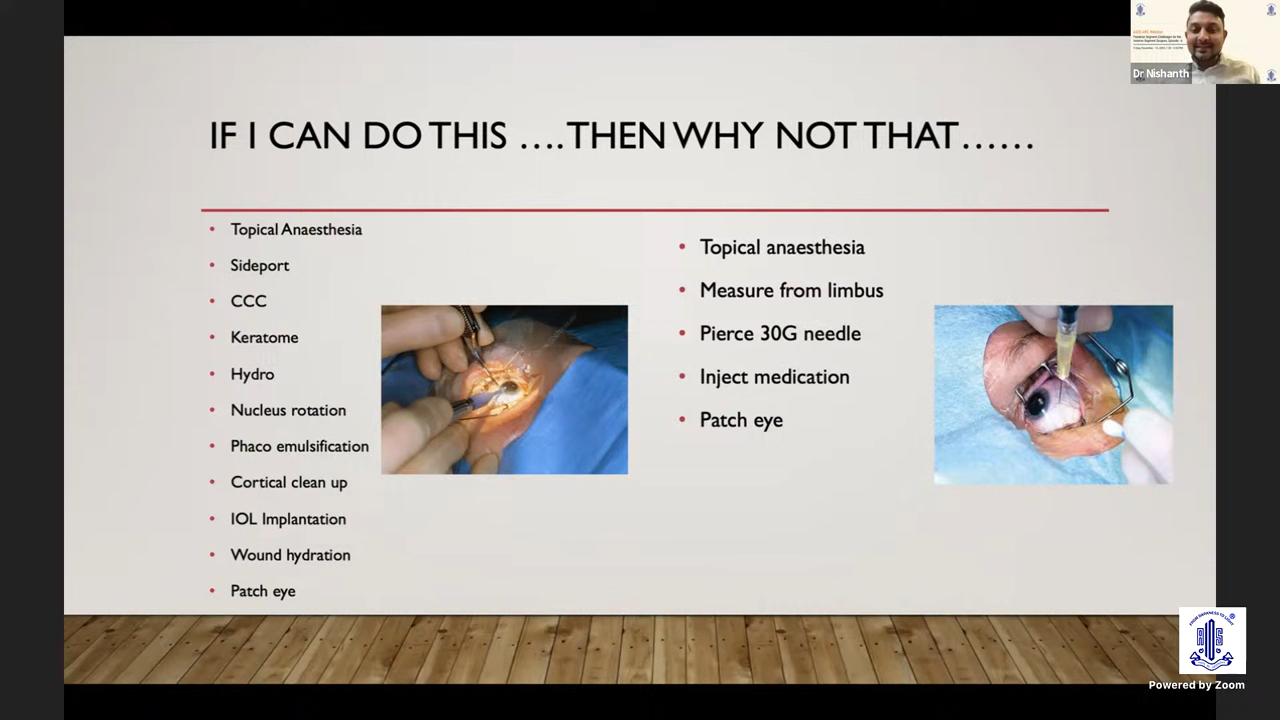 IF I CAN DO THIS ....THEN WHY NOT THAT......
Topical Anaesthesia
Sideport
CCC
Keratome
Hydro
Nucleus rotation
Phaco emulsification
Cortical clean up
IOL Implantation
Wound hydration
Patch eye
Topical anaesthesia
Measure from limbus
Pierce 30G needle
Inject medication
Patch eye
Dr Nishanth
Powered by Zoom